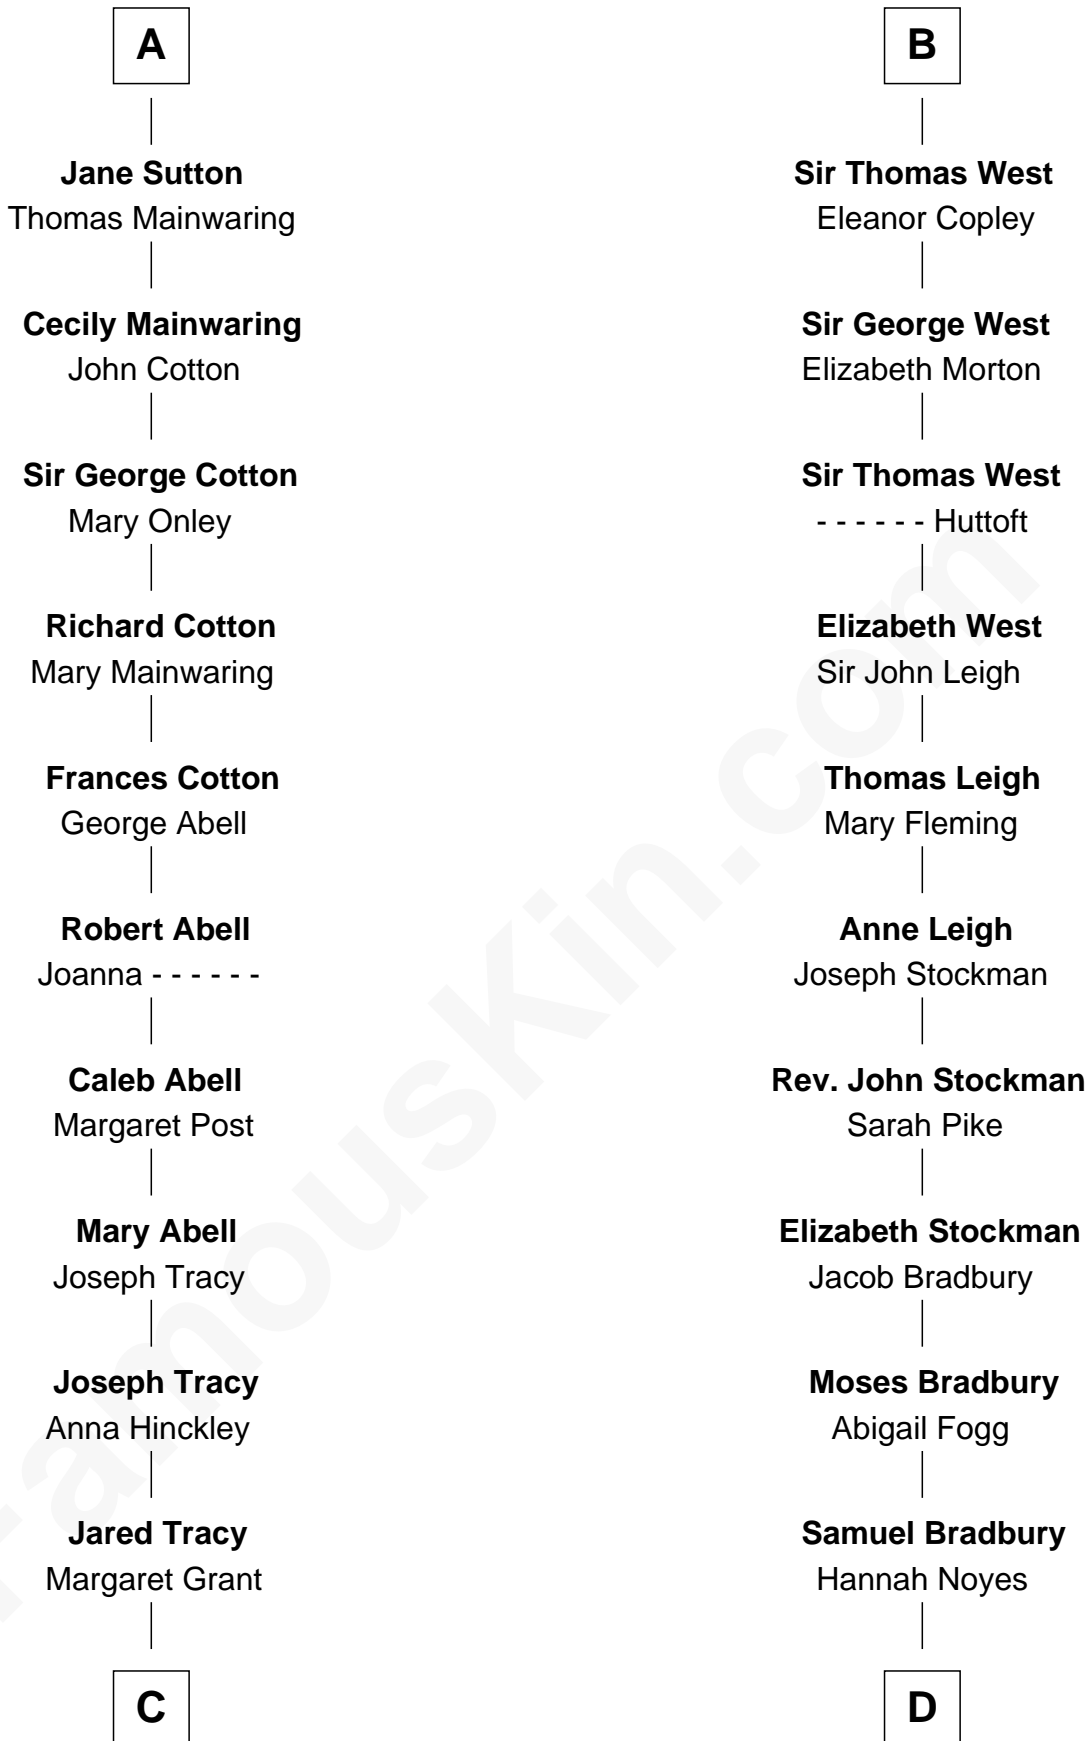 A
Jane Sutton
Thomas Mainwaring
Cecily Mainwaring
John Cotton
Sir George Cotton
Mary Onley
Richard Cotton
Mary Mainwaring
Frances Cotton
George Abell
Robert Abell
Joanna - - - - - -
Caleb Abell
Margaret Post
Mary Abell
Joseph Tracy
Joseph Tracy
Anna Hinckley
Jared Tracy
Margaret Grant
C
B
Sir Thomas West
Eleanor Copley
Sir George West
Elizabeth Morton
Sir Thomas West
- - - - - - Huttoft
Elizabeth West
Sir John Leigh
Thomas Leigh
Mary Fleming
Anne Leigh
Joseph Stockman
Rev. John Stockman
Sarah Pike
Elizabeth Stockman
Jacob Bradbury
Moses Bradbury
Abigail Fogg
Samuel Bradbury
Hannah Noyes
D
FamousKin.com